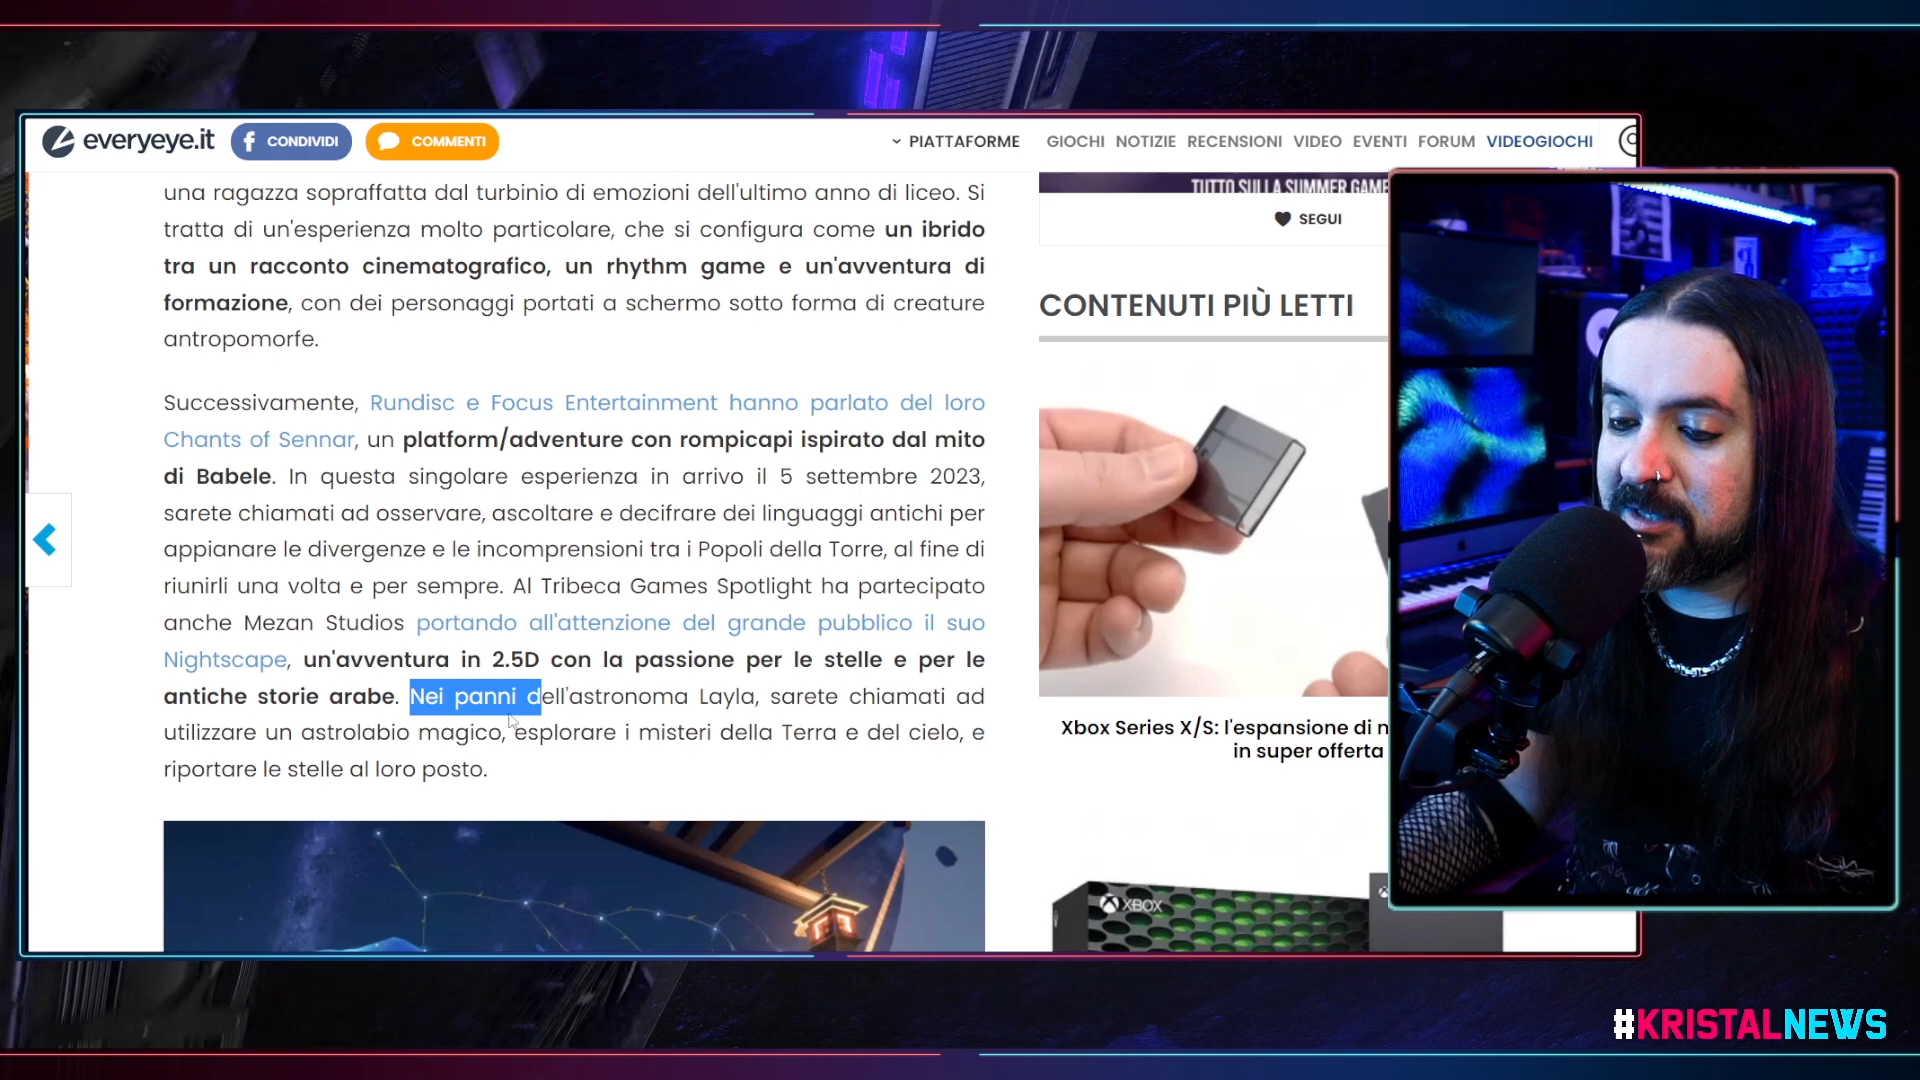 everyeye.it
CONDIVIDI
COMMENTI
PIATTAFORME
GIOCHI NOTIZIE RECENSIONI VIDEO EVENTI FORUM VIDEOGIOCHI
una ragazza sopraffatta dal turbinio di emozioni dell'ultimo anno di liceo. Si
tratta di un'esperienza molto particolare, che si configura come un ibrido
tra un racconto cinematografico, un rhythm game e un'avventura di
formazione, con dei personaggi portati a schermo sotto forma di creature
antropomorfe.
Successivamente, Rundisc e Focus Entertainment hanno parlato del loro
Chants of Sennar, un platform/adventure con rompicapi ispirato dal mito
di Babele. In questa singolare esperienza in arrivo il 5 settembre 2023,
sarete chiamati ad osservare, ascoltare e decifrare dei linguaggi antichi per
appianare le divergenze e le incomprensioni tra i Popoli della Torre, al fine di
riunirli una volta e per sempre. Al Tribeca Games Spotlight ha partecipato
anche Mezan Studios portando all'attenzione del grande pubblico il suo
Nightscape, un'avventura in 2.5D con la passione per le stelle e per le
antiche storie arabe. Nei panni dell'astronoma Layla, sarete chiamati ad
utilizzare un astrolabio magico, esplorare i misteri della Terra e del cielo, e
riportare le stelle al loro posto.
TUTTO SULLA SUMMER GAME
SEGUI
CONTENUTI PIÙ LETTI
Xbox Series X/S: l'espansione di
in super offerta
XBOX
#KRISTALNEWS